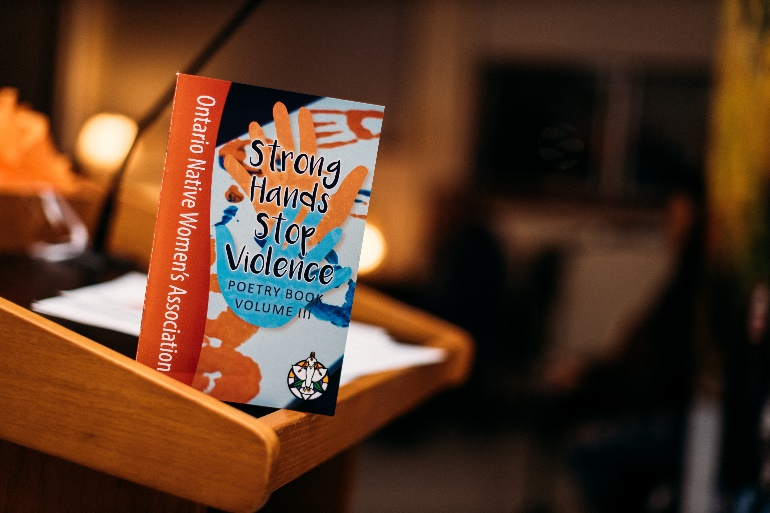 Ontario Native Women's Association
Strong
Hands
Stop
Violence
POETRY BOOK
VOLUME III